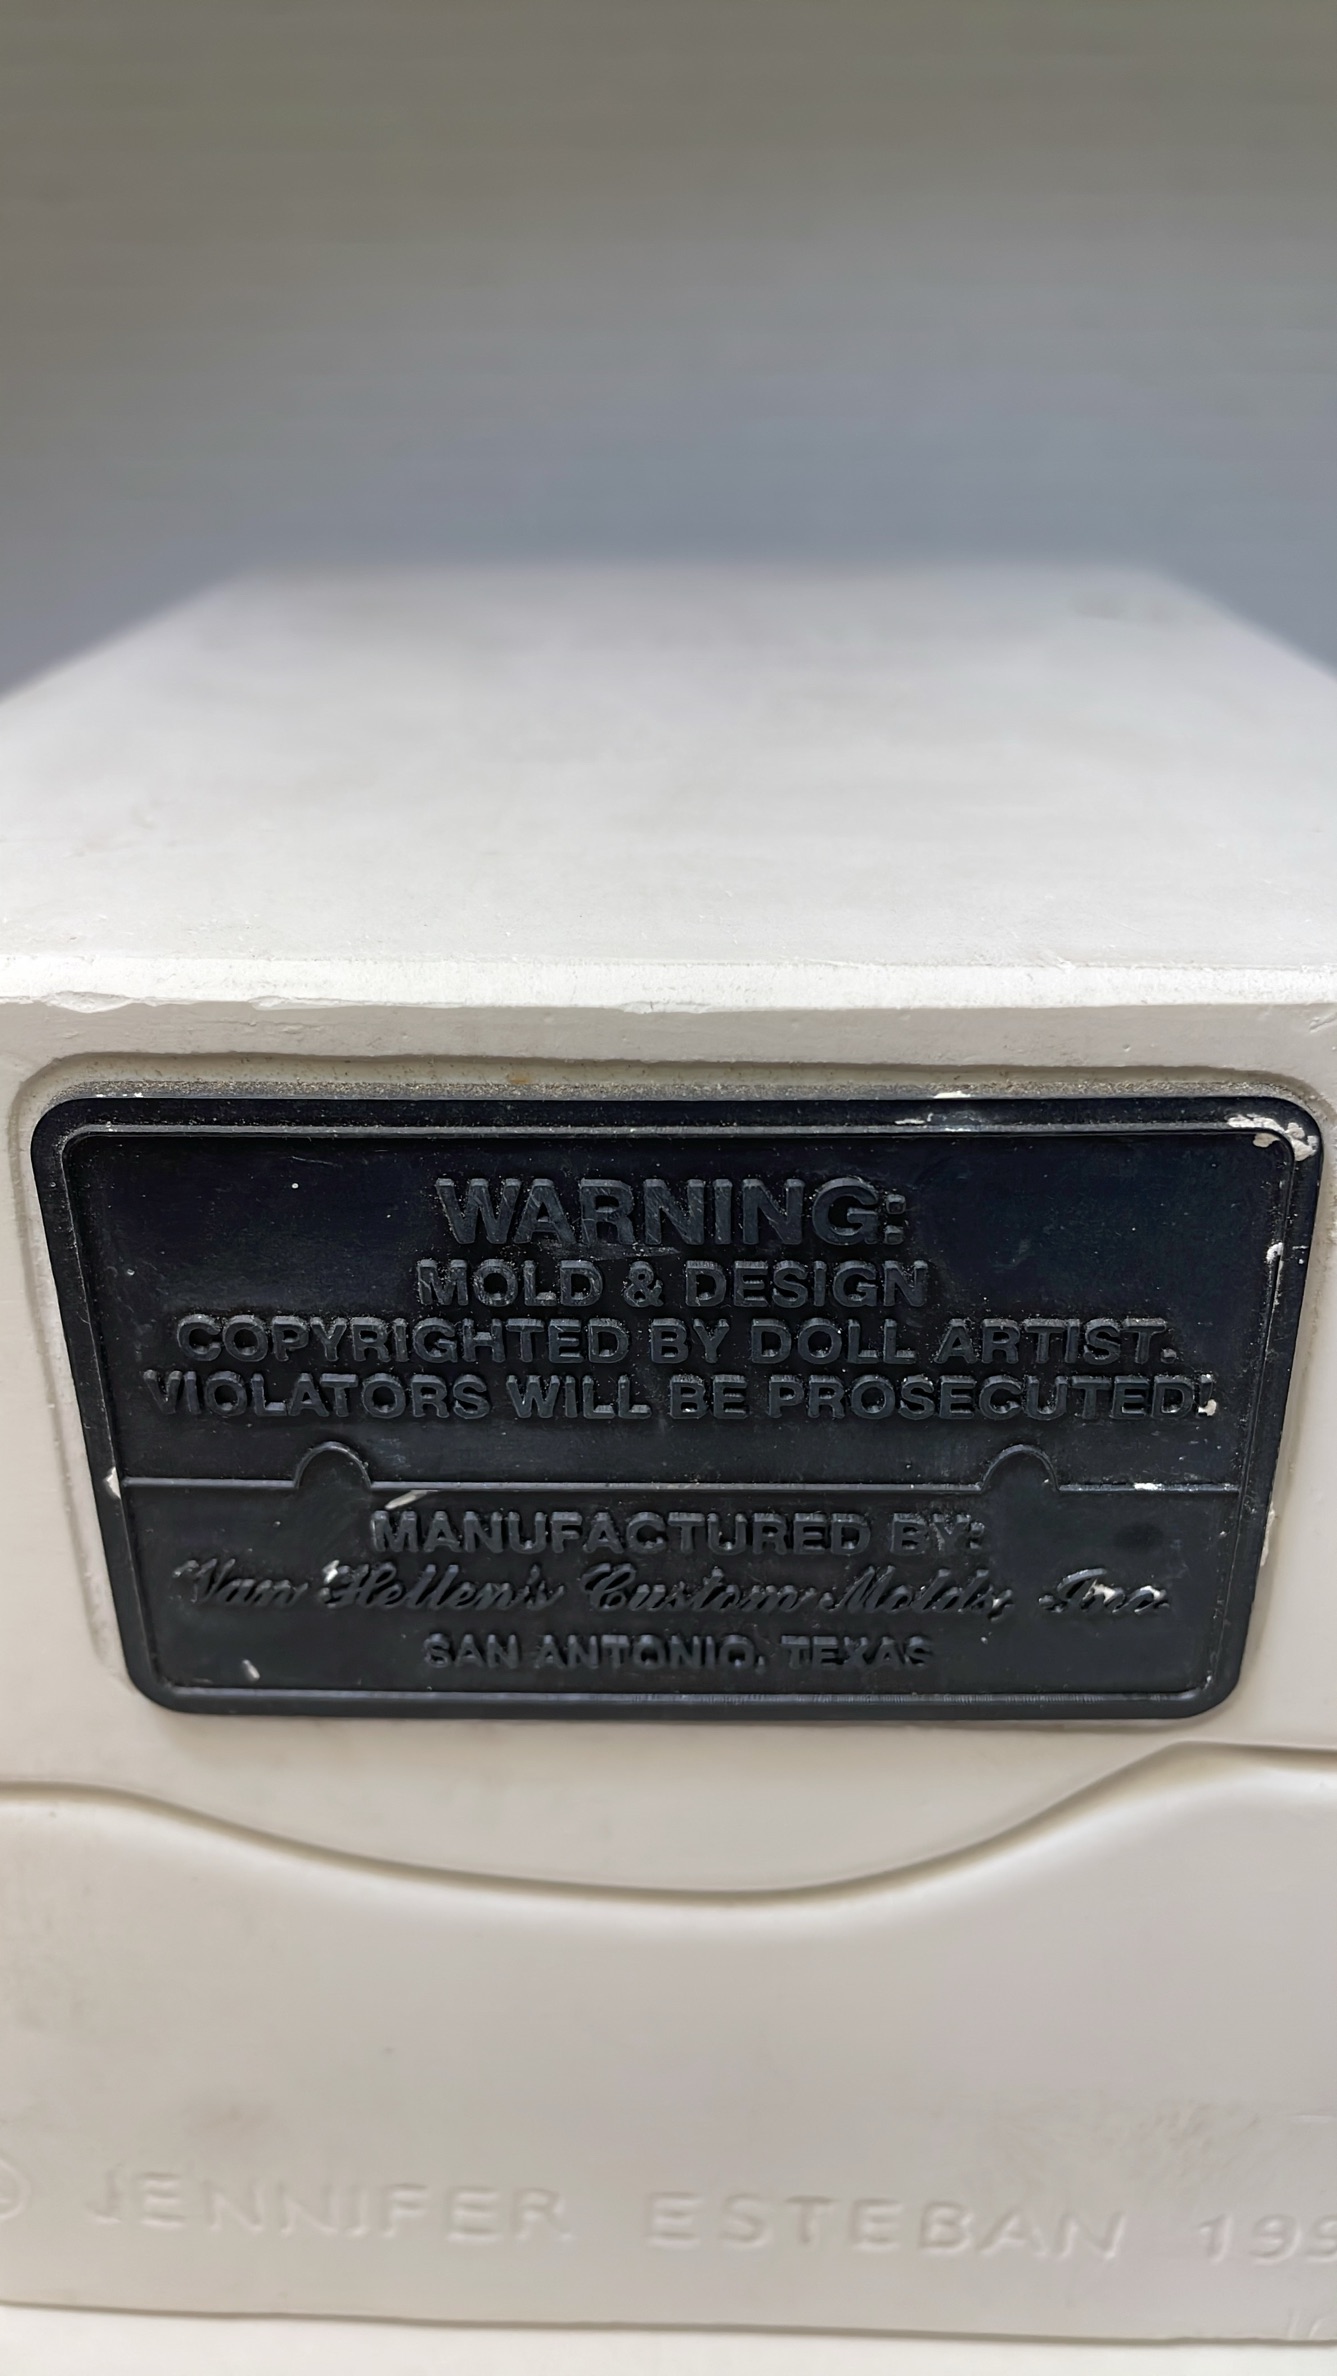 WARNING:
MOLD & DESIGN
COPYRIGHTED BY DOLL ARTIST.
VIOLATORS WILL BE PROSECUTED.
MANUFACTURED BY:
Van Hellen's Custom Molds, Inc.
SAN ANTONIO, TEXAS
JENNIFER ESTEBAN 199